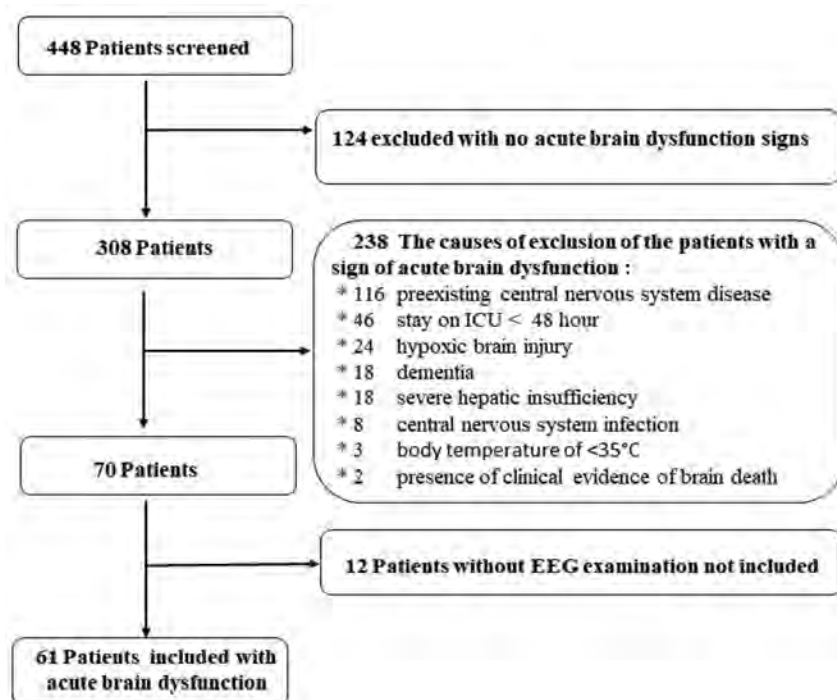 448 Patients screened
124 excluded with no acute brain dysfunction signs
308 Patients
238 The causes of exclusion of the patients with a
sign of acute brain dysfunction :
* 116 preexisting central nervous system disease
* 46 stay on ICU < 48 hour
* 24 hypoxic brain injury
* 18 dementia
* 18 severe hepatic insufficiency
* 8 central nervous system infection
* 3 body temperature of <35°C
* 2 presence of clinical evidence of brain death
70 Patients
12 Patients without EEG examination not included
61 Patients included with
acute brain dysfunction